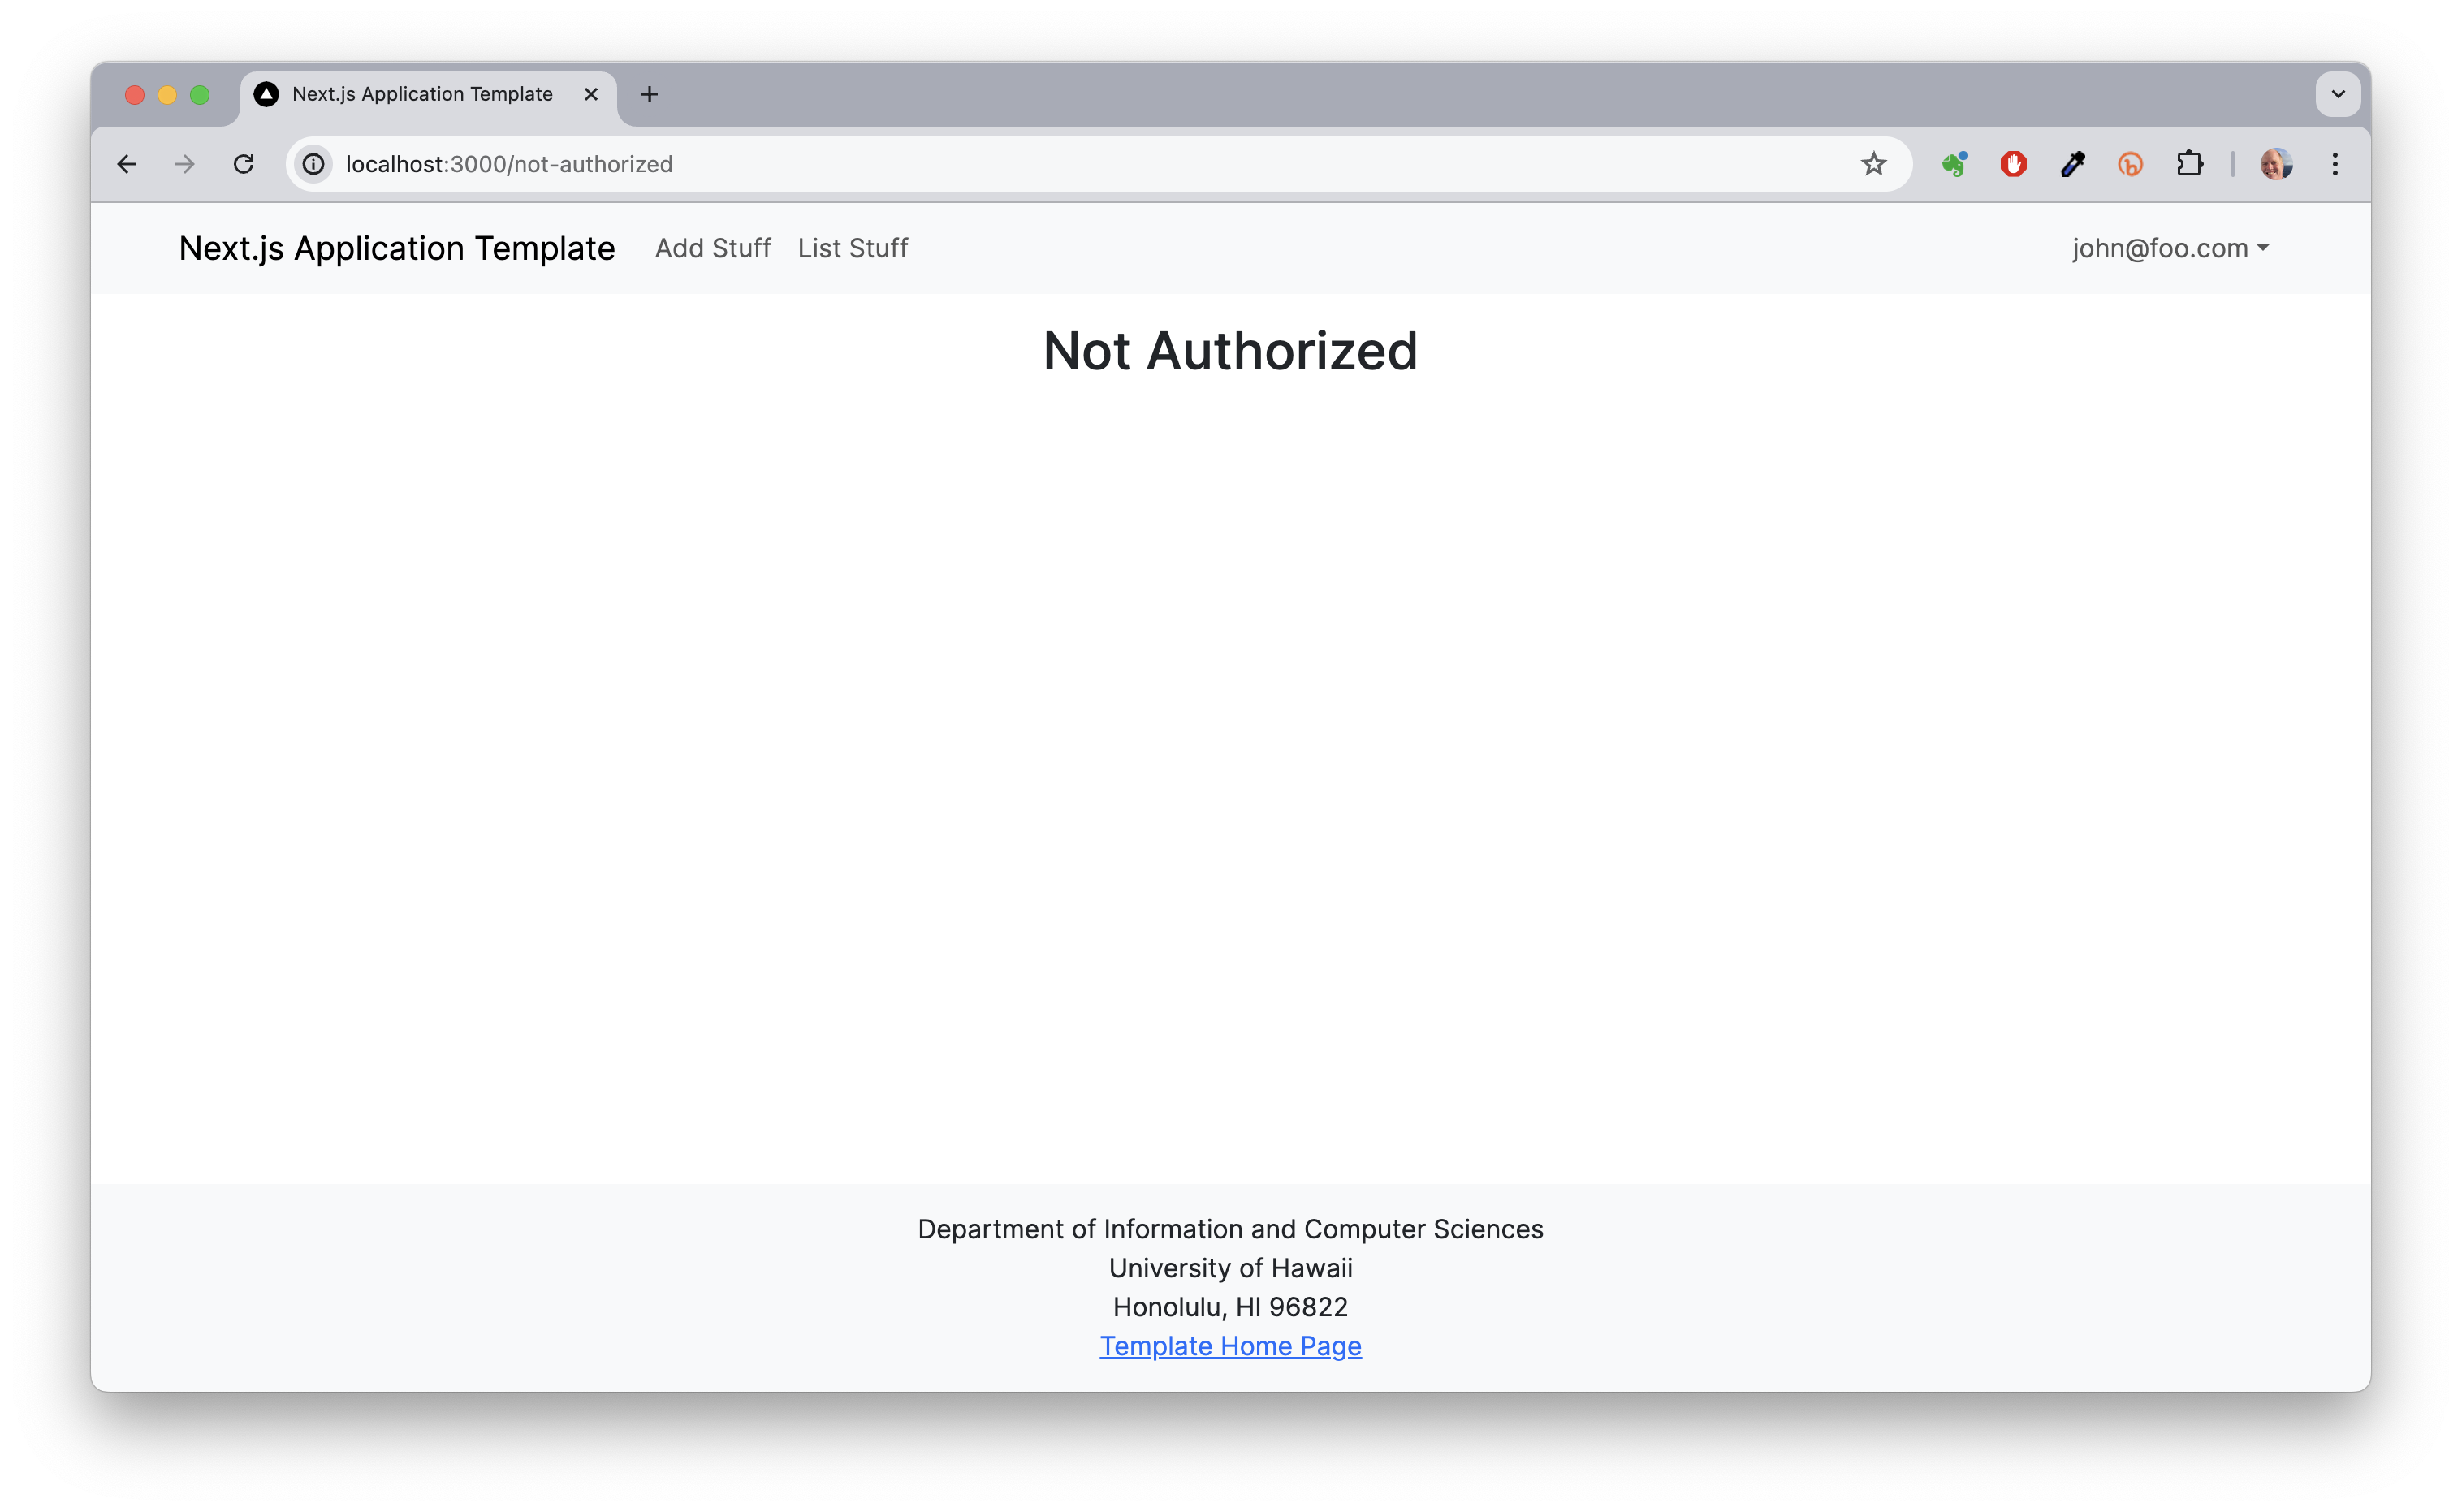 Next.js Application Template
localhost:3000/not-authorized
Next.js Application Template Add Stuff List Stuff john@foo.com
Not Authorized
Department of Information and Computer Sciences
University of Hawaii
Honolulu, HI 96822
Template Home Page